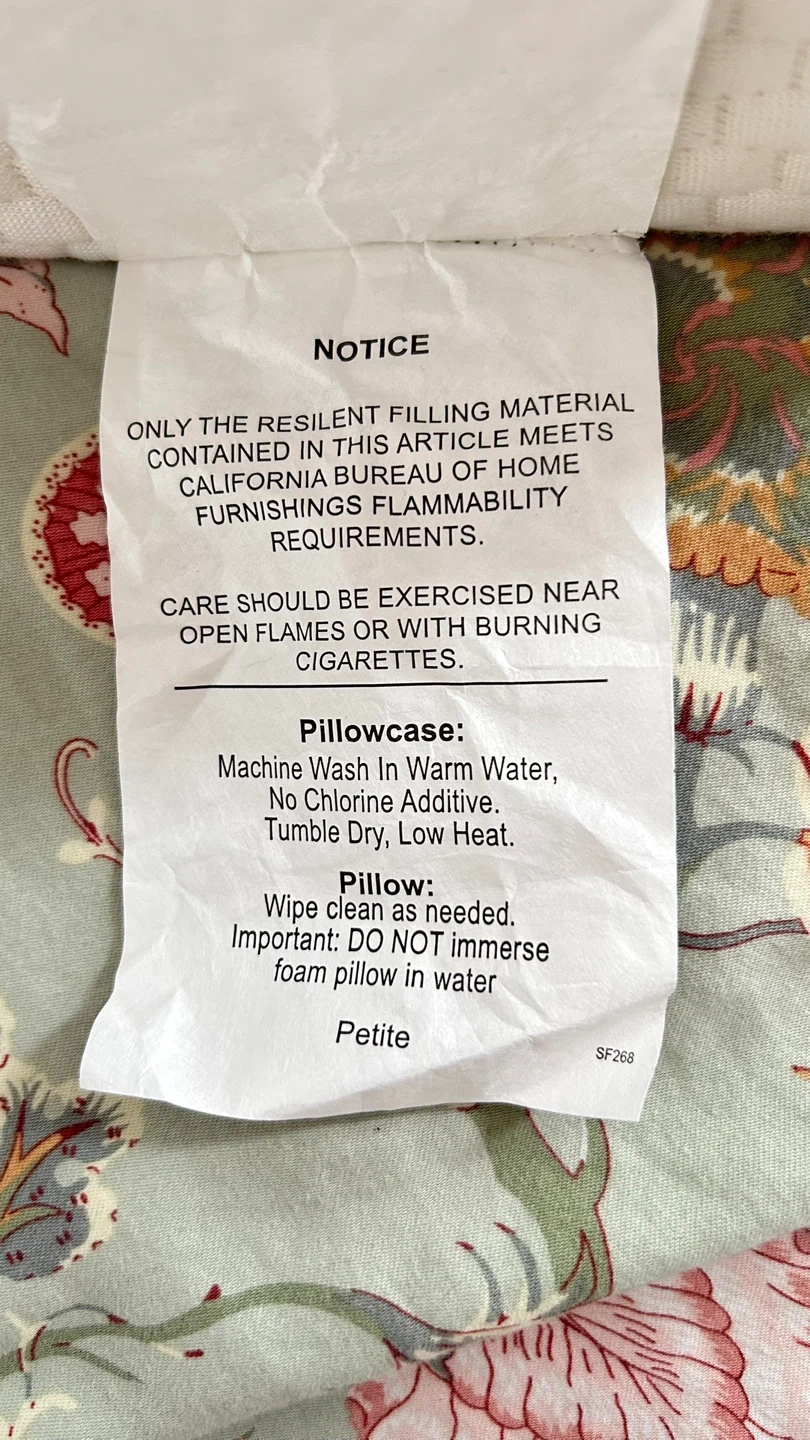 NOTICE
ONLY THE RESILENT FILLING MATERIAL
CONTAINED IN THIS ARTICLE MEETS
CALIFORNIA BUREAU OF HOME
FURNISHINGS FLAMMABILITY
REQUIREMENTS.
CARE SHOULD BE EXERCISED NEAR
OPEN FLAMES OR WITH BURNING
CIGARETTES.
Pillowcase:
Machine Wash In Warm Water,
No Chlorine Additive.
Tumble Dry, Low Heat.
Pillow:
Wipe clean as needed.
Important: DO NOT immerse
foam pillow in water
Petite
SF268